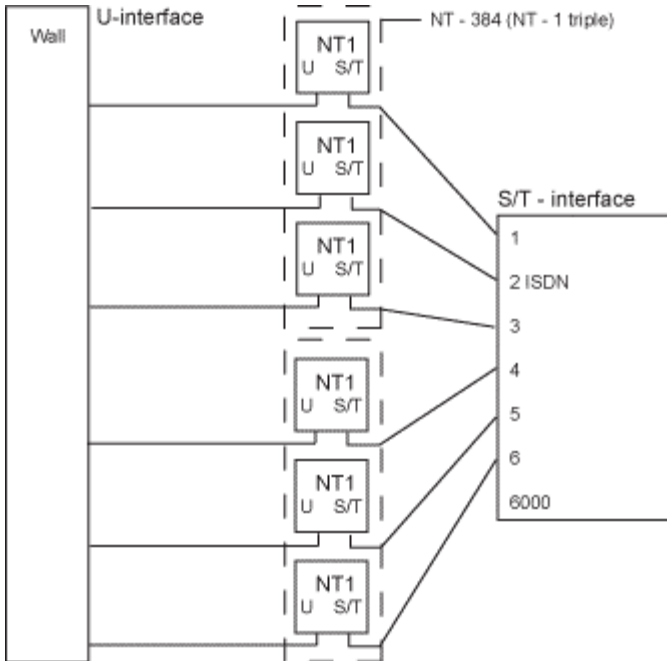 U-interface
Wall
NT - 384 (NT - 1 triple)
NT1
U S/T
NT1
U S/T
NT1
U S/T
NT1
U S/T
NT1
U S/T
NT1
U S/T
S/T - interface
1
2 ISDN
3
4
5
6
6000